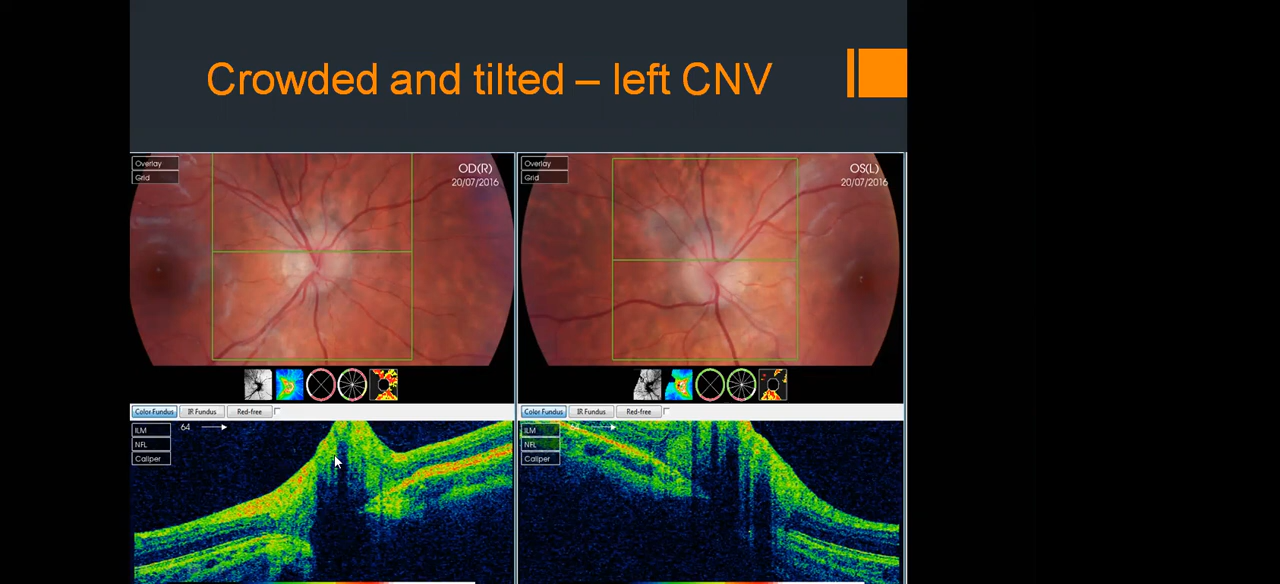 Crowded and tilted – left CNV
Overlay
Grid
OD(R)
20/07/2016
Overlay
Grid
OS(L)
20/07/2016
Color Fundus
IR Fundus
Red-free
Color Fundus
IR Fundus
Red-free
ILM
NFL
Caliper
64
ILM
NFL
Caliper